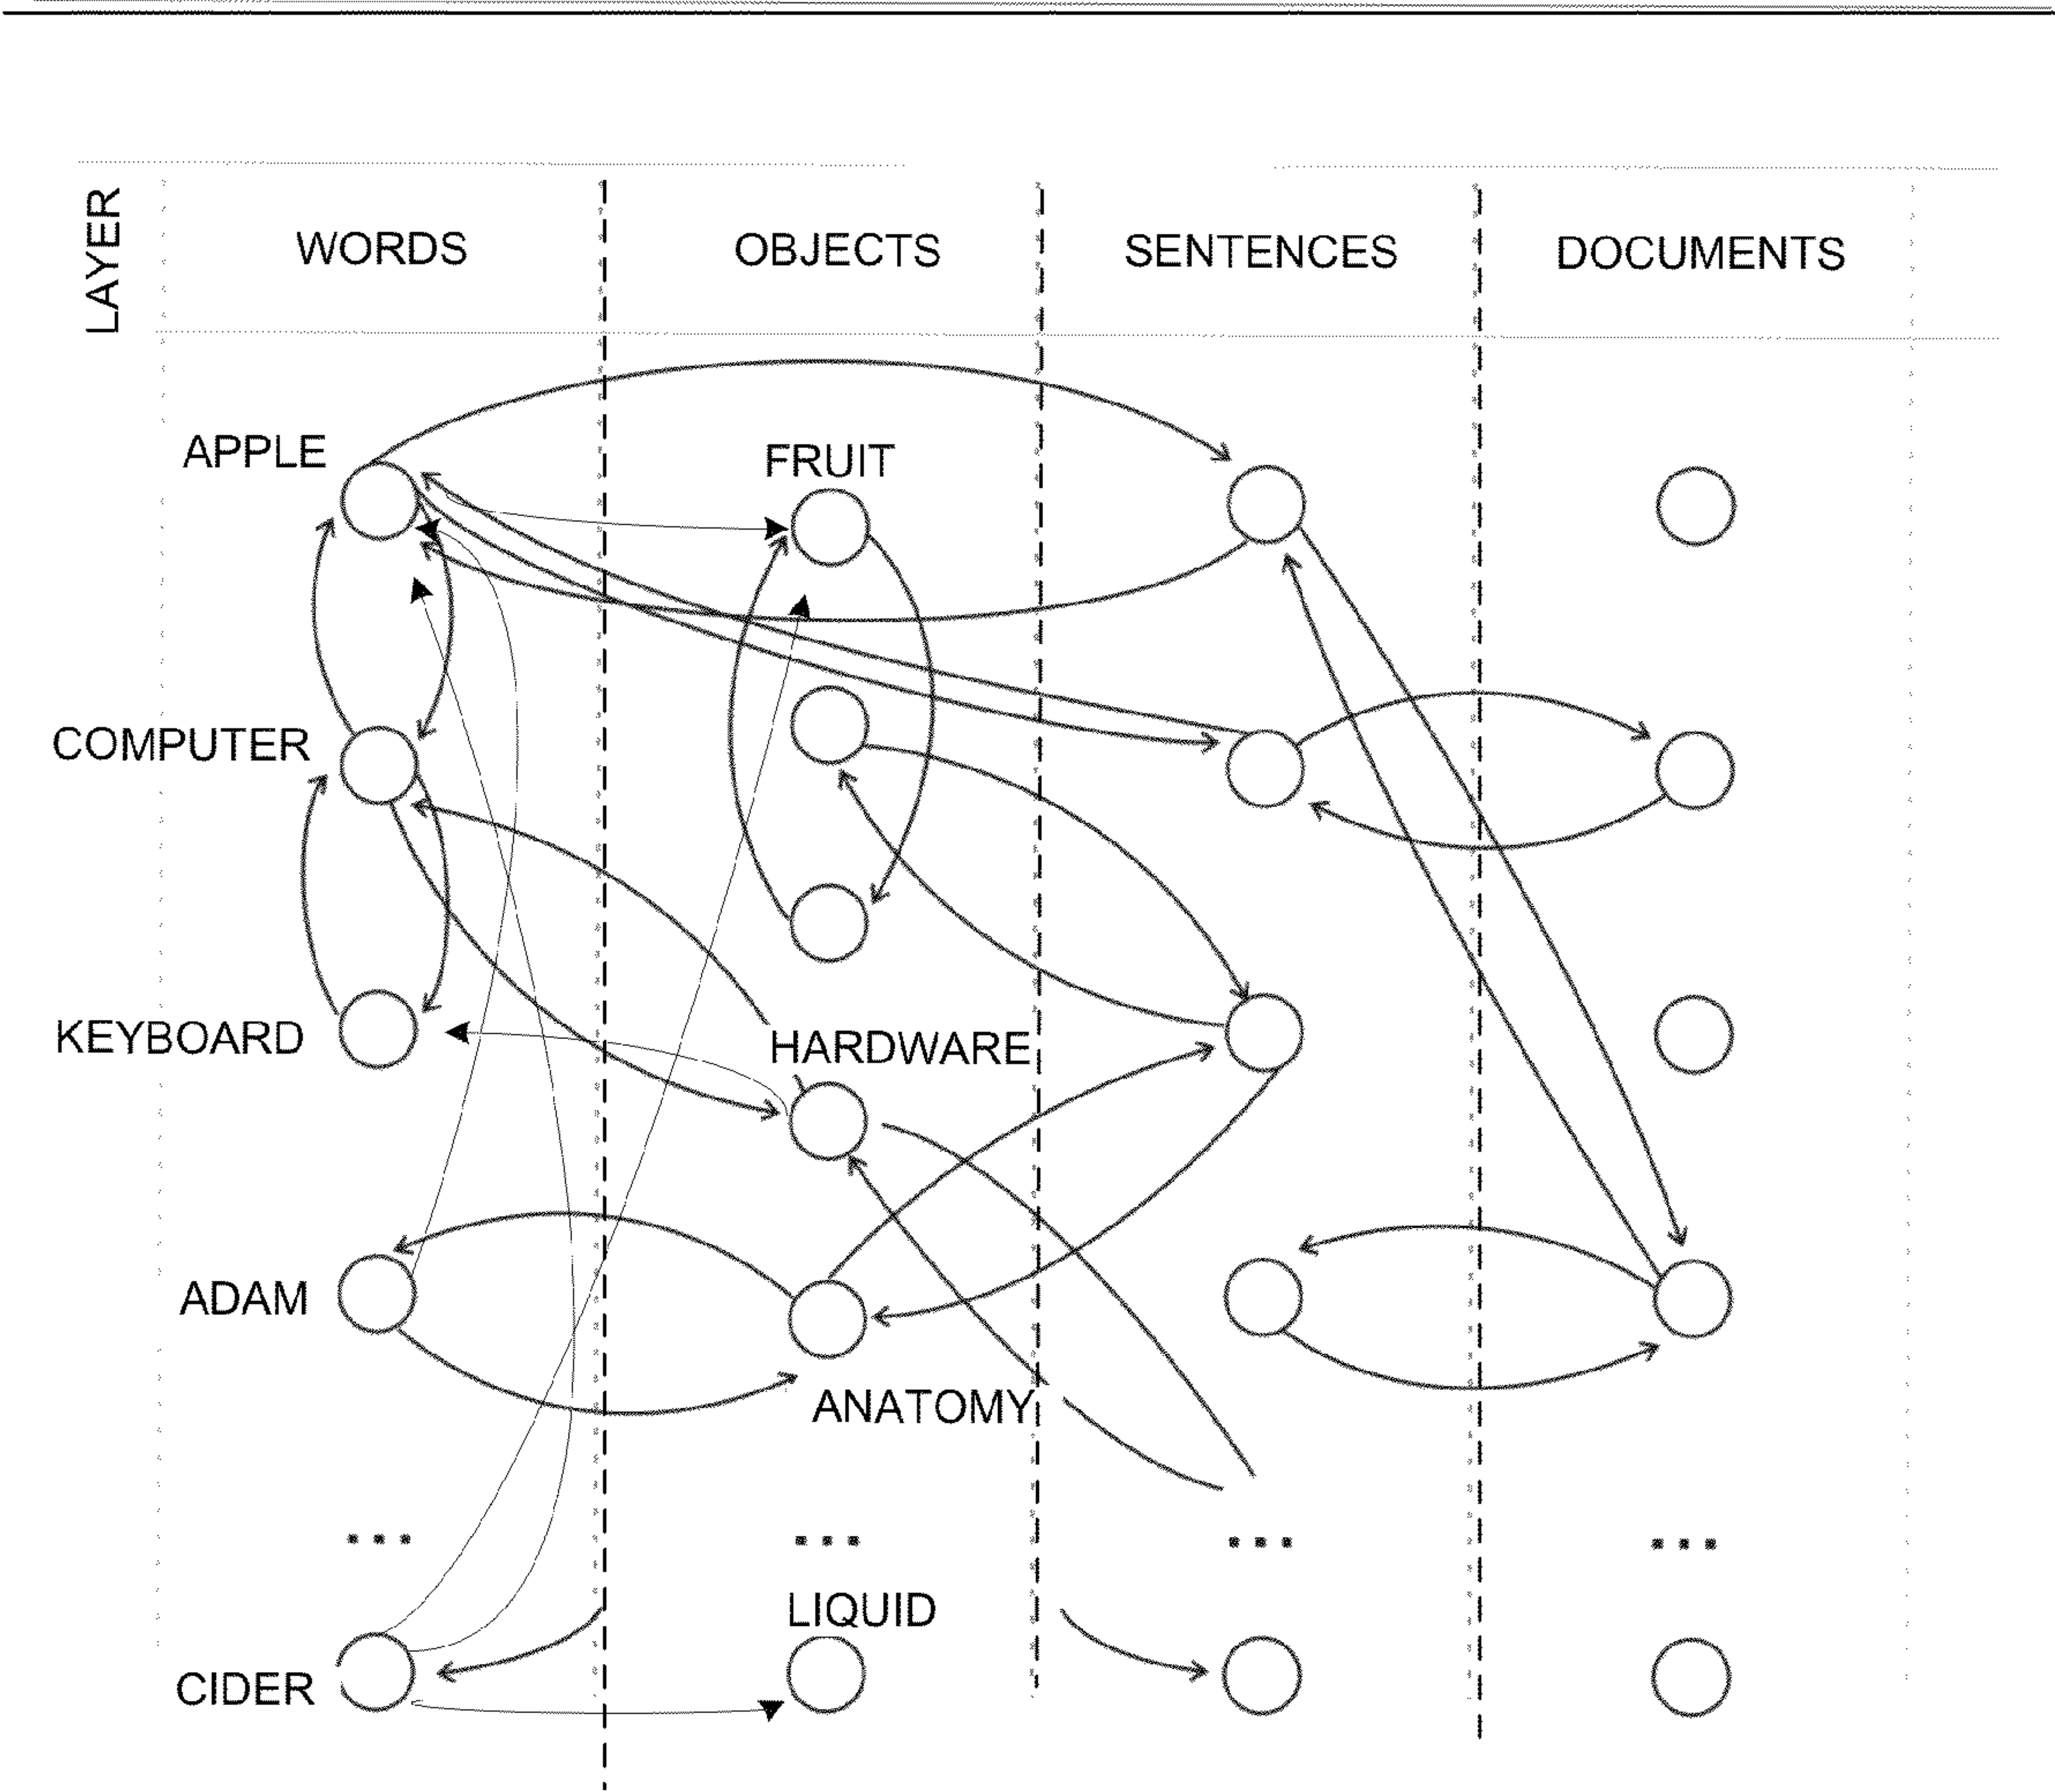 LAYER
WORDS
OBJECTS
SENTENCES
DOCUMENTS
APPLE
FRUIT
COMPUTER
KEYBOARD
HARDWARE
ADAM
ANATOMY
... ... ... ...
LIQUID
CIDER